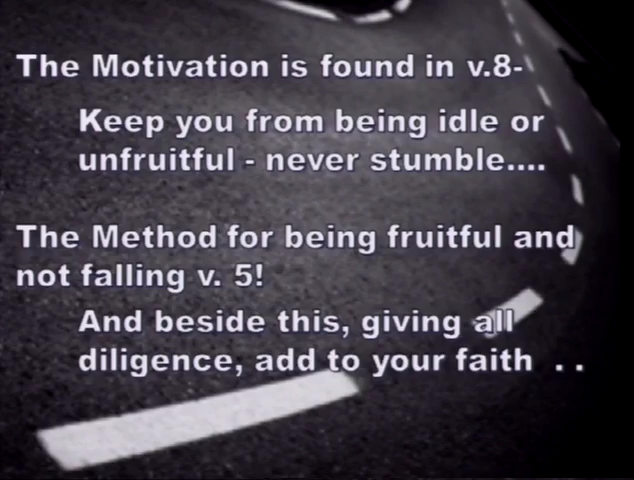 The Motivation is found in v.8-
Keep you from being idle or
unfruitful - never stumble....
The Method for being fruitful and
not falling v. 5!
And beside this, giving all
diligence, add to your faith . .